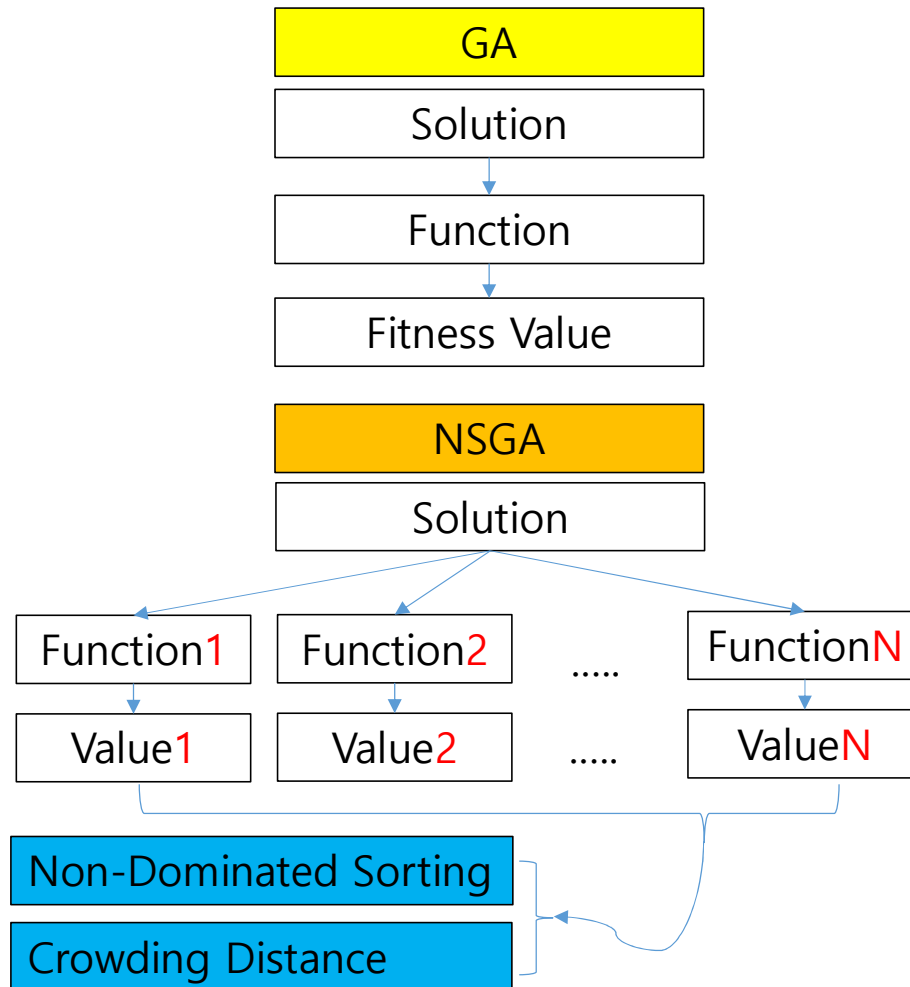 GA
Solution
Function
Fitness Value
NSGA
Solution
Function1 Function2 ..... FunctionN
Value1 Value2 ..... ValueN
Non-Dominated Sorting
Crowding Distance